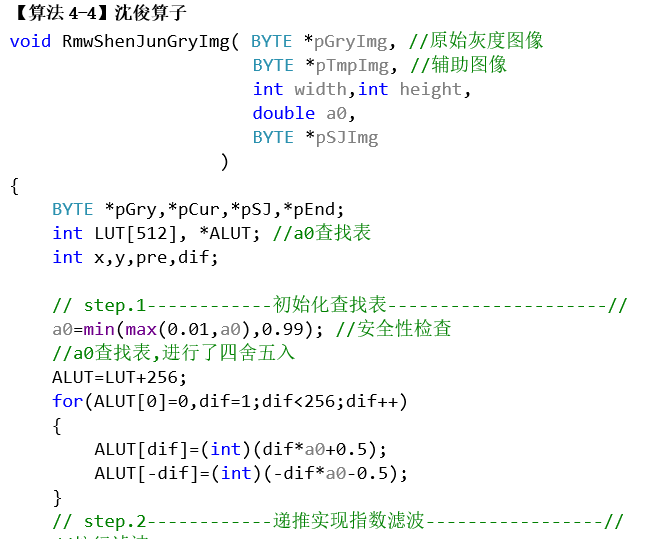 【算法 4-4】沈俊算子
void RmwShenJunGryImg( BYTE *pGryImg, //原始灰度图像
BYTE *pTmpImg, //辅助图像
int width,int height,
double a0,
BYTE *pSJImg
)
{
BYTE *pGry,*pCur,*pSJ,*pEnd;
int LUT[512], *ALUT; //a0查找表
int x,y,pre,dif;
// step.1------------初始化查找表---------------------//
a0=min(max(0.01,a0),0.99); //安全性检查
//a0查找表,进行了四舍五入
ALUT=LUT+256;
for(ALUT[0]=0,dif=1;dif<256;dif++)
{
ALUT[dif]=(int)(dif*a0+0.5);
ALUT[-dif]=(int)(-dif*a0-0.5);
}
// step.2------------递推实现指数滤波-----------------//